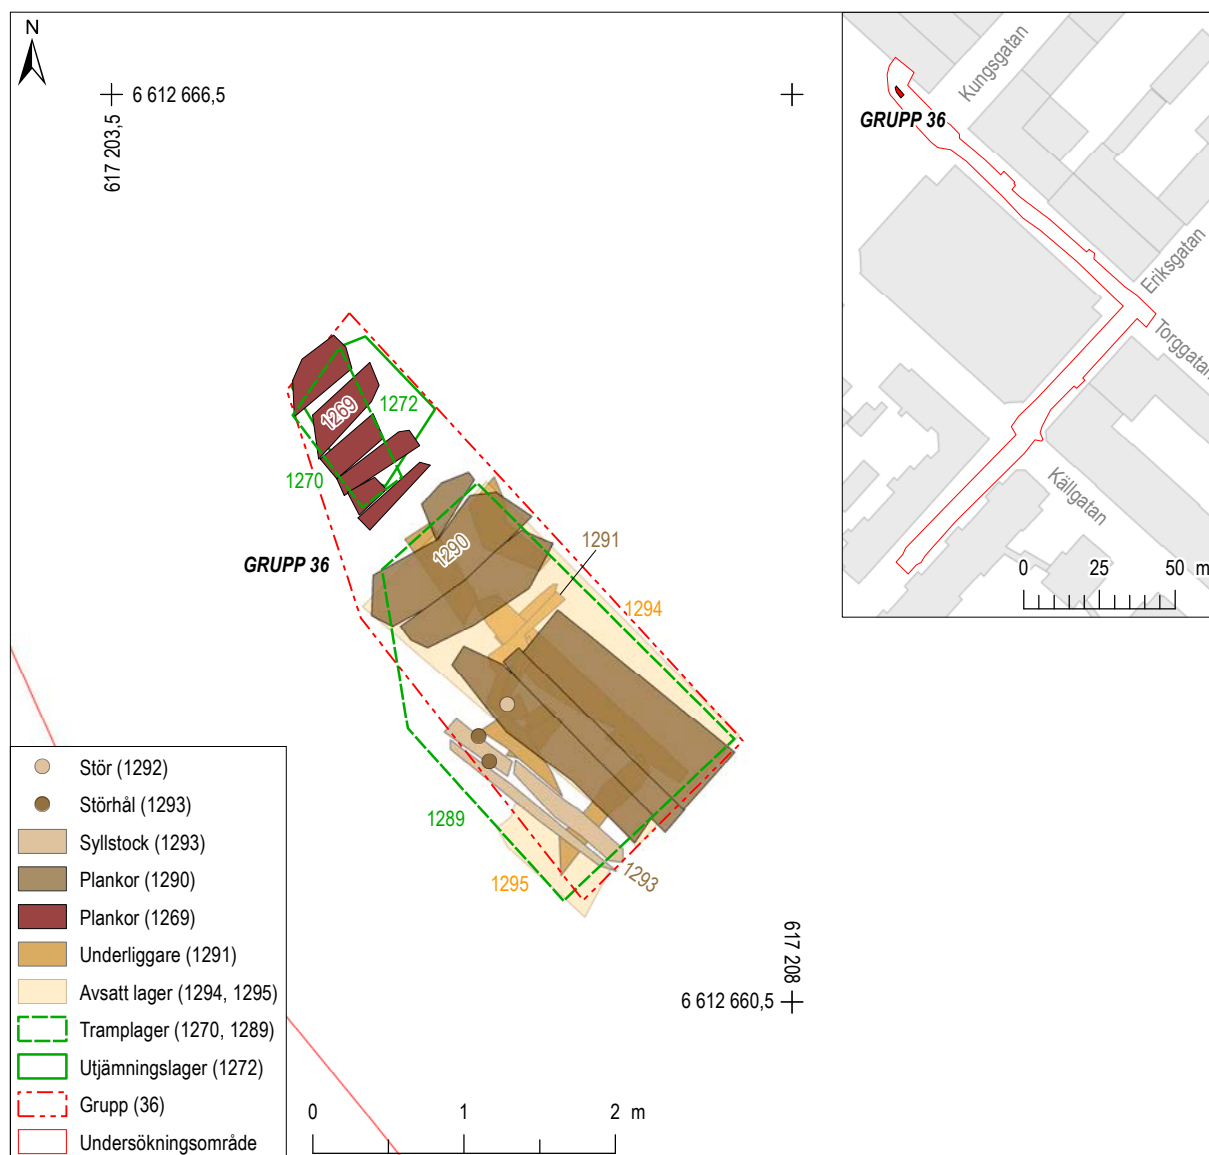 N
6 612 666,5
617 203,5
1269
1272
1270
GRUPP 36
1290
1291
1294
1289
1295
1293
617 208
6 612 660,5
Stör (1292)
Störhål (1293)
Syllstock (1293)
Plankor (1290)
Plankor (1269)
Underliggare (1291)
Avsatt lager (1294, 1295)
Tramplager (1270, 1289)
Utjämningslager (1272)
Grupp (36)
Undersökningsområde
0 1 2 m
Kungsgatan
GRUPP 36
Eriksgatan
Torggatan
Källgatan
0 25 50 m